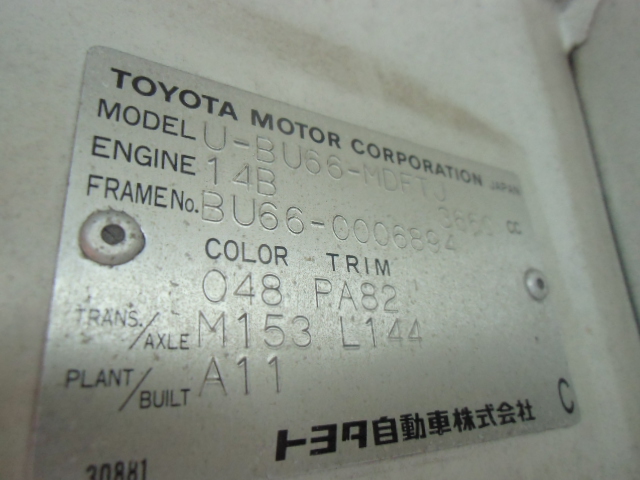 TOYOTA MOTOR CORPORATION JAPAN
MODEL U-BU66-MDFTJ
ENGINE 14B 3660 CC
FRAME No. BU66-0006894
COLOR TRIM
048 PA82
TRANS./AXLE M153 L144
PLANT/BUILT A11
C
トヨタ自動車株式会社
30881